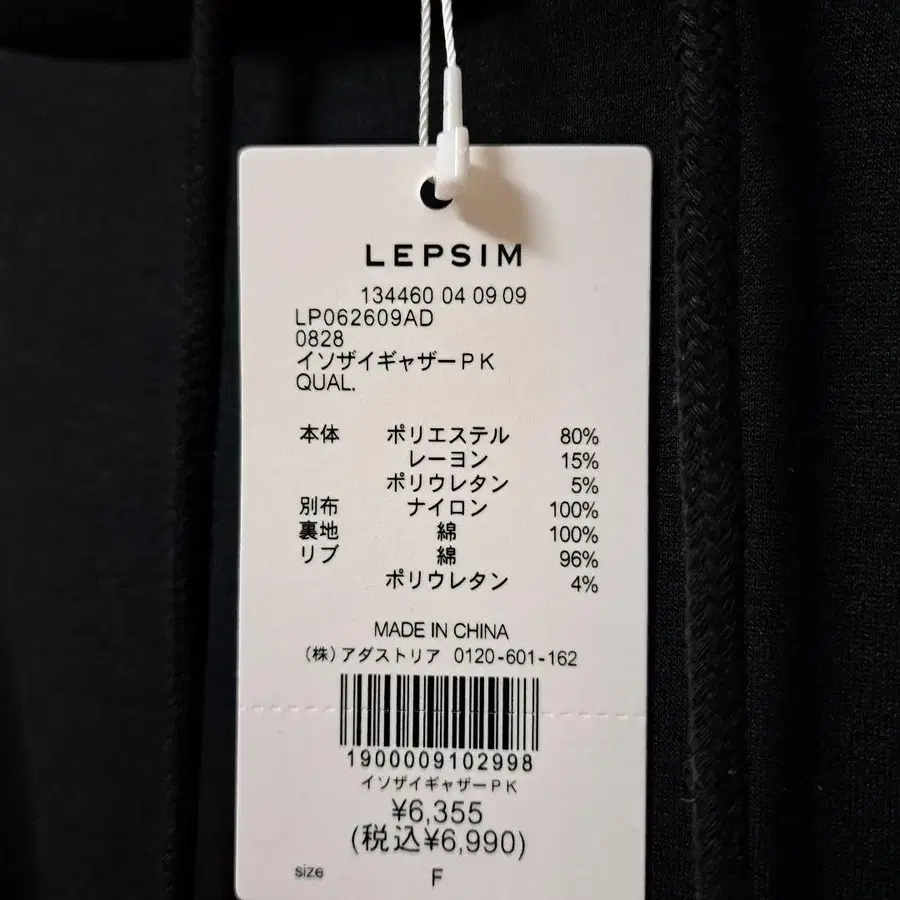 LEPSIM
134460 04 09 09
LP062609AD
0828
イソザイギャザーPK
QUAL.
本体 ポリエステル 80%
レーヨン 15%
ポリウレタン 5%
別布 ナイロン 100%
裏地 綿 100%
リブ 綿 96%
ポリウレタン 4%
MADE IN CHINA
(株)アダストリア 0120-601-162
1900009102998
イソザイギャザーPK
¥6,355
(税込¥6,990)
size F